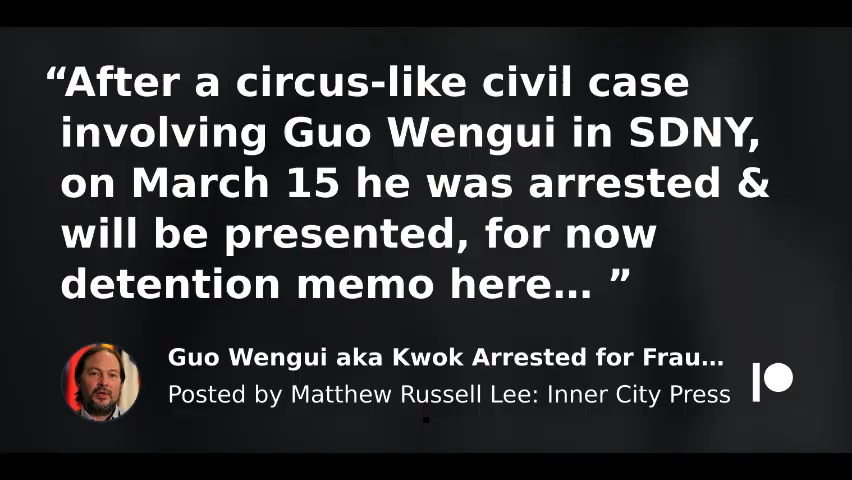 “After a circus-like civil case
involving Guo Wengui in SDNY,
on March 15 he was arrested &
will be presented, for now
detention memo here... ”
Guo Wengui aka Kwok Arrested for Frau...
Posted by Matthew Russell Lee: Inner City Press